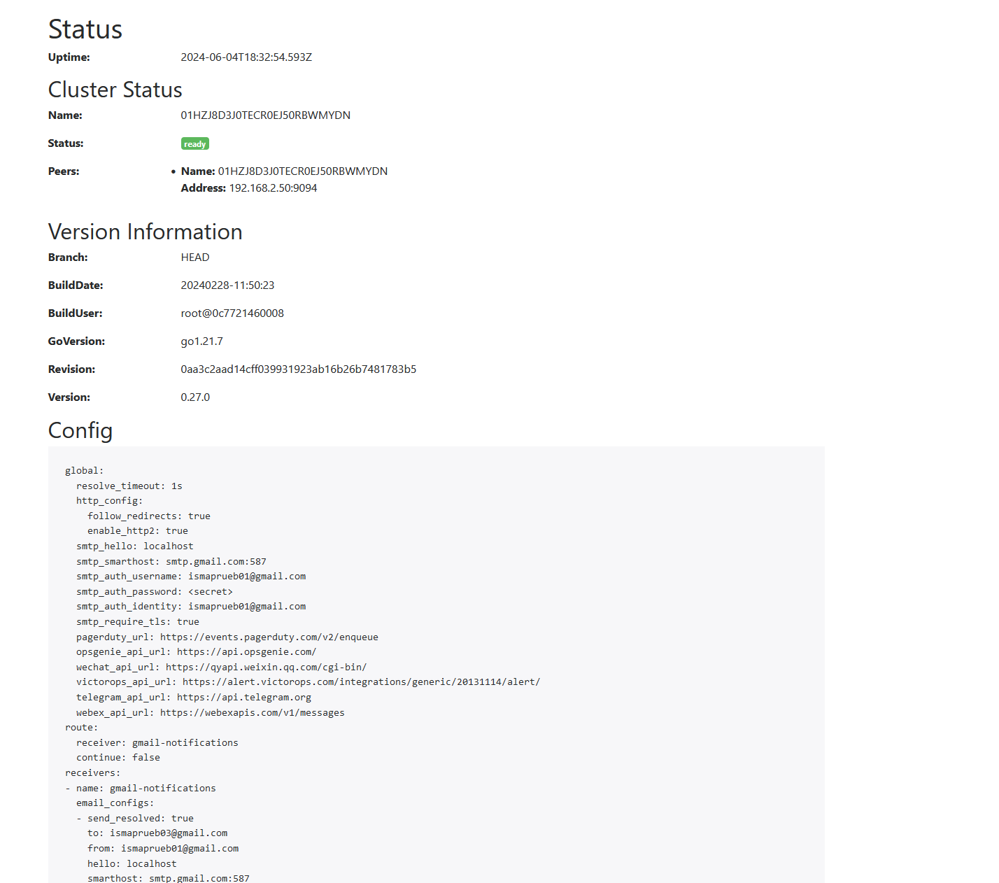 Status
Uptime: 2024-06-04T18:32:54.593Z
Cluster Status
Name: 01HZJ8D3J0TECR0EJ50RBWMYDN
Status: ready
Peers: • Name: 01HZJ8D3J0TECR0EJ50RBWMYDN
Address: 192.168.2.50:9094
Version Information
Branch: HEAD
BuildDate: 20240228-11:50:23
BuildUser: root@0c7721460008
GoVersion: go1.21.7
Revision: 0aa3c2aad14cff039931923ab16b26b7481783b5
Version: 0.27.0
Config
global:
  resolve_timeout: 1s
  http_config:
    follow_redirects: true
    enable_http2: true
  smtp_hello: localhost
  smtp_smarthost: smtp.gmail.com:587
  smtp_auth_username: ismaprueb01@gmail.com
  smtp_auth_password: <secret>
  smtp_auth_identity: ismaprueb01@gmail.com
  smtp_require_tls: true
  pagerduty_url: https://events.pagerduty.com/v2/enqueue
  opsgenie_api_url: https://api.opsgenie.com/
  wechat_api_url: https://qyapi.weixin.qq.com/cgi-bin/
  victorops_api_url: https://alert.victorops.com/integrations/generic/20131114/alert/
  telegram_api_url: https://api.telegram.org
  webex_api_url: https://webexapis.com/v1/messages
route:
  receiver: gmail-notifications
  continue: false
receivers:
- name: gmail-notifications
  email_configs:
  - send_resolved: true
    to: ismaprueb03@gmail.com
    from: ismaprueb01@gmail.com
    hello: localhost
    smarthost: smtp.gmail.com:587